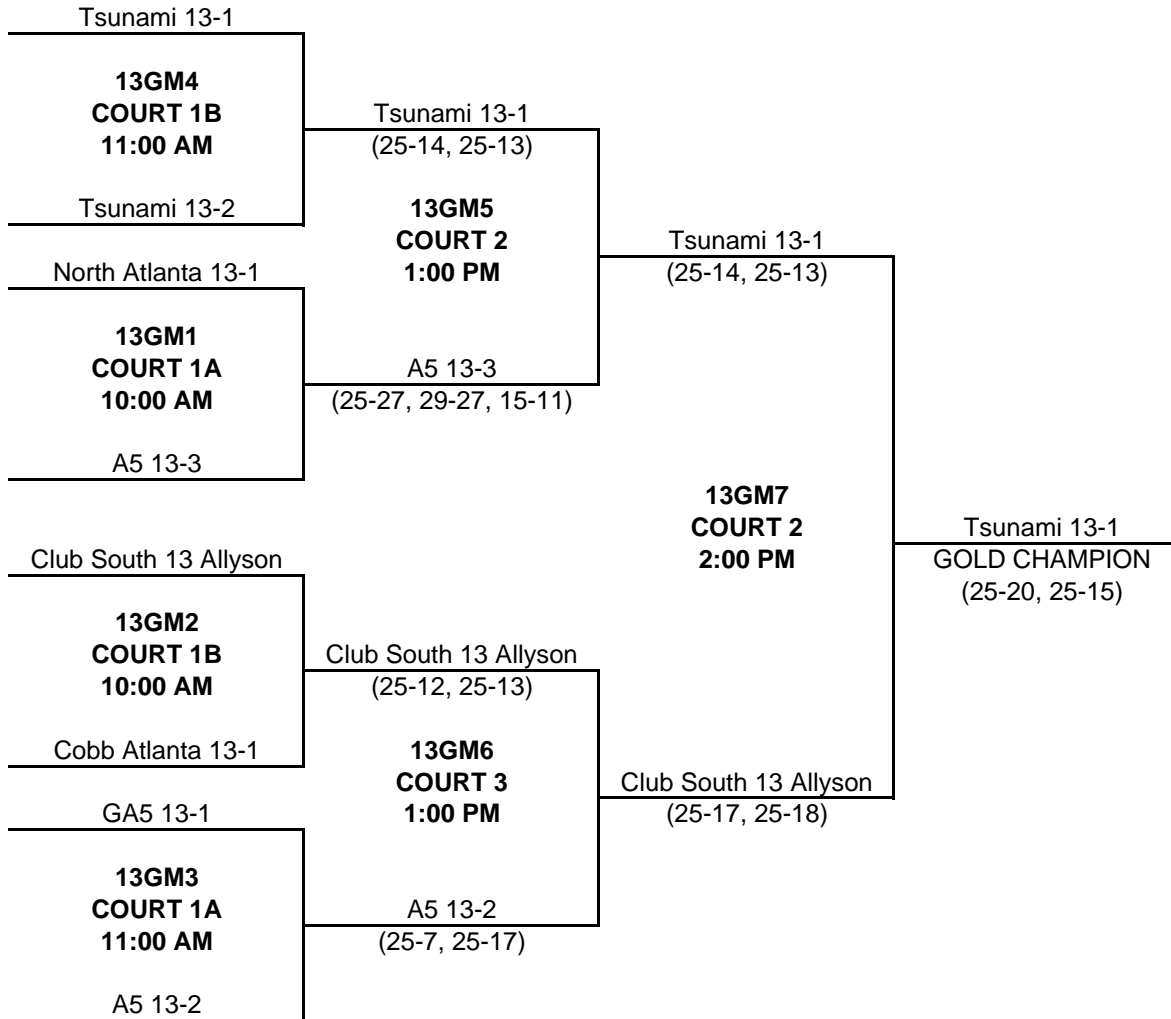 Tsunami 13-1
13GM4
COURT 1B
11:00 AM
Tsunami 13-2
Tsunami 13-1
(25-14, 25-13)
North Atlanta 13-1
13GM1
COURT 1A
10:00 AM
A5 13-3
A5 13-3
(25-27, 29-27, 15-11)
13GM5
COURT 2
1:00 PM
Tsunami 13-1
(25-14, 25-13)
Club South 13 Allyson
13GM2
COURT 1B
10:00 AM
Cobb Atlanta 13-1
Club South 13 Allyson
(25-12, 25-13)
GA5 13-1
13GM3
COURT 1A
11:00 AM
A5 13-2
A5 13-2
(25-7, 25-17)
13GM6
COURT 3
1:00 PM
Club South 13 Allyson
(25-17, 25-18)
13GM7
COURT 2
2:00 PM
Tsunami 13-1
GOLD CHAMPION
(25-20, 25-15)